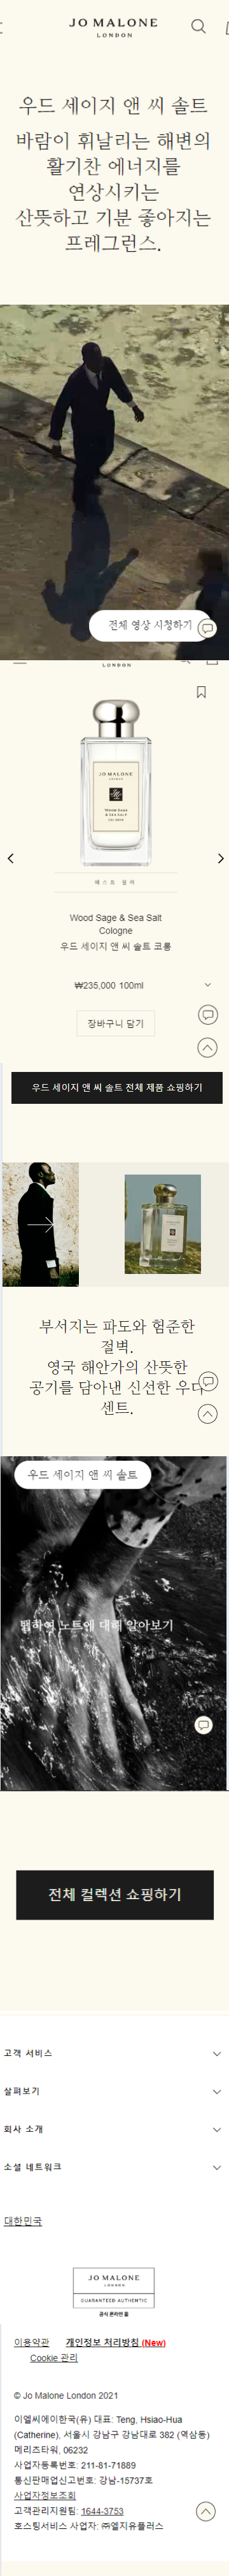 JO MALONE
LONDON
우드 세이지 앤 씨 솔트
바람이 휘날리는 해변의
활기찬 에너지를
연상시키는
산뜻하고 기분 좋아지는
프레그런스.
전체 영상 시청하기
LONDON
JO MALONE
LONDON
WOOD SAGE
& SEA SALT
COLOGNE
베스트 셀러
Wood Sage & Sea Salt
Cologne
우드 세이지 앤 씨 솔트 코롱
₩235,000 100ml
장바구니 담기
우드 세이지 앤 씨 솔트 전체 제품 쇼핑하기
부서지는 파도와 험준한
절벽.
영국 해안가의 산뜻한
공기를 담아낸 신선한 우디
센트.
우드 세이지 앤 씨 솔트
탭하여 노트에 대해 알아보기
전체 컬렉션 쇼핑하기
고객 서비스
살펴보기
회사 소개
소셜 네트워크
대한민국
JO MALONE
LONDON
GUARANTEED AUTHENTIC
공식 온라인 몰
이용약관 개인정보 처리방침 (New)
Cookie 관리
© Jo Malone London 2021
이엘씨에이한국(유) 대표: Teng, Hsiao-Hua
(Catherine), 서울시 강남구 강남대로 382 (역삼동)
메리츠타워, 06232
사업자등록번호: 211-81-71889
통신판매업신고번호: 강남-15737호
사업자정보조회
고객관리지원팀: 1644-3753
호스팅서비스 사업자: ㈜엘지유플러스